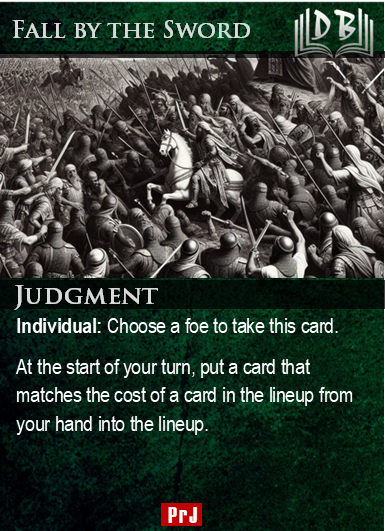 Fall by the Sword
DB
Judgment
Individual: Choose a foe to take this card.
At the start of your turn, put a card that
matches the cost of a card in the lineup from
your hand into the lineup.
PrJ